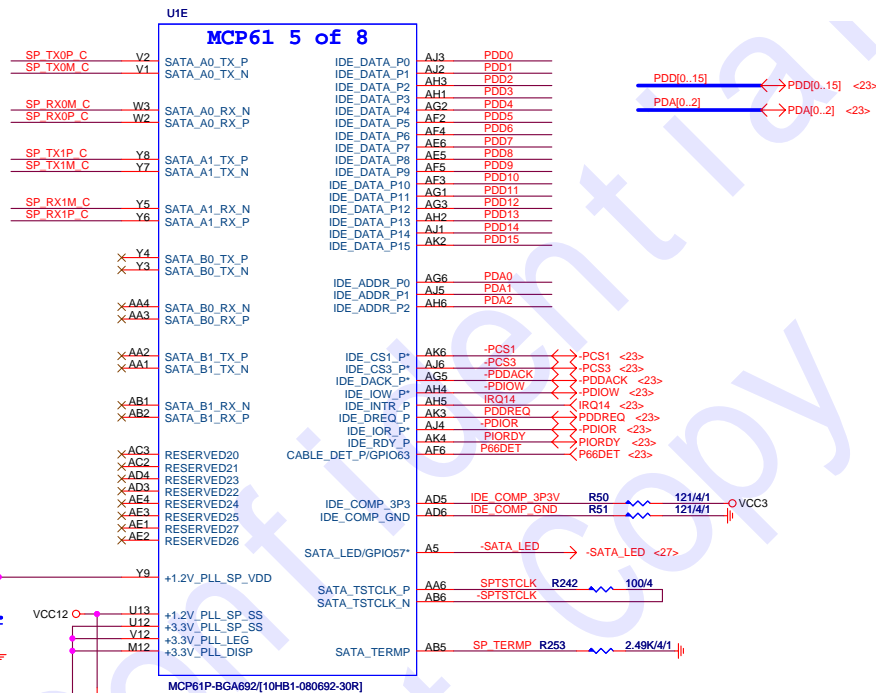 U1E
MCP61 5 of 8
SP_TX0P_C V2 SATA_A0_TX_P
SP_TX0M_C V1 SATA_A0_TX_N
SP_RX0M_C W3 SATA_A0_RX_N
SP_RX0P_C W2 SATA_A0_RX_P
SP_TX1P_C Y8 SATA_A1_TX_P
SP_TX1M_C Y7 SATA_A1_TX_N
SP_RX1M_C Y5 SATA_A1_RX_N
SP_RX1P_C Y6 SATA_A1_RX_P
Y4 SATA_B0_TX_P
Y3 SATA_B0_TX_N
AA4 SATA_B0_RX_N
AA3 SATA_B0_RX_P
AA2 SATA_B1_TX_P
AA1 SATA_B1_TX_N
AB1 SATA_B1_RX_N
AB2 SATA_B1_RX_P
AC3 RESERVED20
AC2 RESERVED21
AD4 RESERVED23
AD3 RESERVED22
AE4 RESERVED24
AF3 RESERVED25
AE1 RESERVED27
AE2 RESERVED26
Y9 +1.2V_PLL_SP_VDD
VCC12 U13 +1.2V_PLL_SP_SS
U12 +3.3V_PLL_SP_SS
V12 +3.3V_PLL_LEG
M12 +3.3V_PLL_DISP
IDE_DATA_P0 AJ3 PDD0
IDE_DATA_P1 AJ2 PDD1
IDE_DATA_P2 AH3 PDD2
IDE_DATA_P3 AH1 PDD3
IDE_DATA_P4 AG2 PDD4
IDE_DATA_P5 AF2 PDD5
IDE_DATA_P6 AF4 PDD6
IDE_DATA_P7 AE6 PDD7
IDE_DATA_P8 AE5 PDD8
IDE_DATA_P9 AF5 PDD9
IDE_DATA_P10 AF3 PDD10
IDE_DATA_P11 AG1 PDD11
IDE_DATA_P12 AG3 PDD12
IDE_DATA_P13 AH2 PDD13
IDE_DATA_P14 AJ1 PDD14
IDE_DATA_P15 AK2 PDD15
IDE_ADDR_P0 AG6 PDA0
IDE_ADDR_P1 AJ5 PDA1
IDE_ADDR_P2 AH6 PDA2
IDE_CS1_P* AK6 -PCS1 -PCS1 <23>
IDE_CS3_P* AJ6 -PCS3 -PCS3 <23>
IDE_DACK_P* AG5 -PDDACK -PDDACK <23>
IDE_IOW_P* AH4 -PDIOW -PDIOW <23>
IDE_INTR_P AH5 IRQ14 IRQ14 <23>
IDE_DREQ_P AK3 PDDREQ PDDREQ <23>
IDE_IOR_P* AJ4 -PDIOR -PDIOR <23>
IDE_RDY_P AK4 PIORDY PIORDY <23>
CABLE_DET_P/GPIO63 AF6 P66DET P66DET <23>
IDE_COMP_3P3 AD5 IDE_COMP_3P3V R50 121/4/1 VCC3
IDE_COMP_GND AD6 IDE_COMP_GND R51 121/4/1
SATA_LED/GPIO57* A5 -SATA_LED -SATA_LED <27>
SATA_TSTCLK_P AA6 SPTSTCLK R242 100/4
SATA_TSTCLK_N AB6 -SPTSTCLK
SATA_TERMP AB5 SP_TERMP R253 2.49K/4/1
PDD[0..15] PDD[0..15] <23>
PDA[0..2] PDA[0..2] <23>
MCP61P-BGA692/[10HB1-080692-30R]
Confidential
Copy